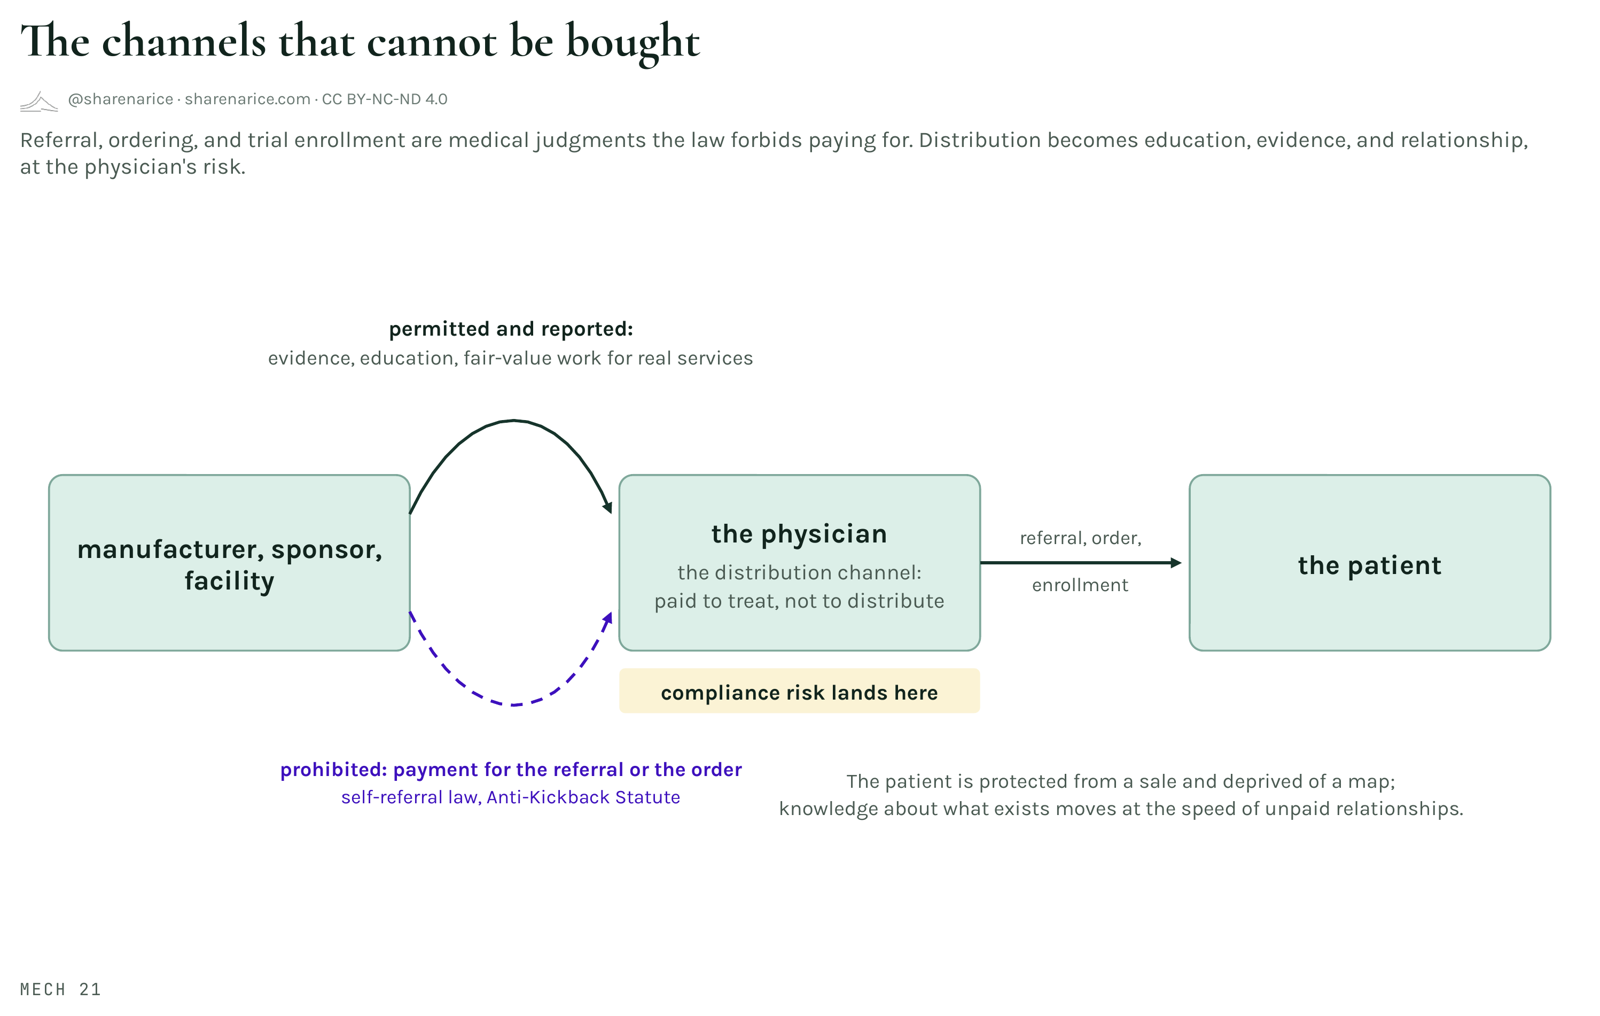 The channels that cannot be bought
@sharenarice · sharenarice.com · CC BY-NC-ND 4.0
Referral, ordering, and trial enrollment are medical judgments the law forbids paying for. Distribution becomes education, evidence, and relationship,
at the physician's risk.
permitted and reported:
evidence, education, fair-value work for real services
manufacturer, sponsor,
facility
the physician
the distribution channel:
paid to treat, not to distribute
referral, order,
enrollment
the patient
compliance risk lands here
prohibited: payment for the referral or the order
self-referral law, Anti-Kickback Statute
The patient is protected from a sale and deprived of a map;
knowledge about what exists moves at the speed of unpaid relationships.
MECH 21